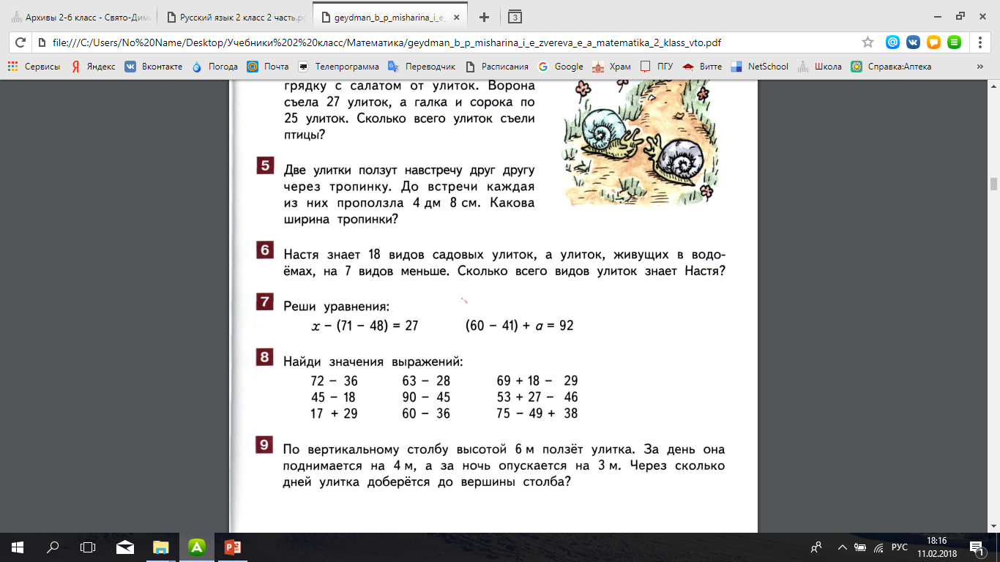 Архивы 2-б класс - Свято-Дим
Русский язык 2 класс 2 часть.p
geydman_b_p_misharina_i_e_
3
file:///C:/Users/No%20Name/Desktop/Учебники%202%20класс/Математика/geydman_b_p_misharina_i_e_zvereva_e_a_matematika_2_klass_vto.pdf
Сервисы Яндекс Вконтакте Погода Почта Телепрограмма Переводчик Расписания Google Храм ПГУ Витте NetSchool Школа Справка:Аптека »
грядку с салатом от улиток. Ворона
съела 27 улиток, а галка и сорока по
25 улиток. Сколько всего улиток съели
птицы?
5 Две улитки ползут навстречу друг другу
через тропинку. До встречи каждая
из них проползла 4 дм 8 см. Какова
ширина тропинки?
6 Настя знает 18 видов садовых улиток, а улиток, живущих в водо-
ёмах, на 7 видов меньше. Сколько всего видов улиток знает Настя?
7 Реши уравнения:
x – (71 – 48) = 27 (60 – 41) + a = 92
8 Найди значения выражений:
72 – 36 63 – 28 69 + 18 – 29
45 – 18 90 – 45 53 + 27 – 46
17 + 29 60 – 36 75 – 49 + 38
9 По вертикальному столбу высотой 6 м ползёт улитка. За день она
поднимается на 4 м, а за ночь опускается на 3 м. Через сколько
дней улитка доберётся до вершины столба?
РУС
18:16
11.02.2018
1